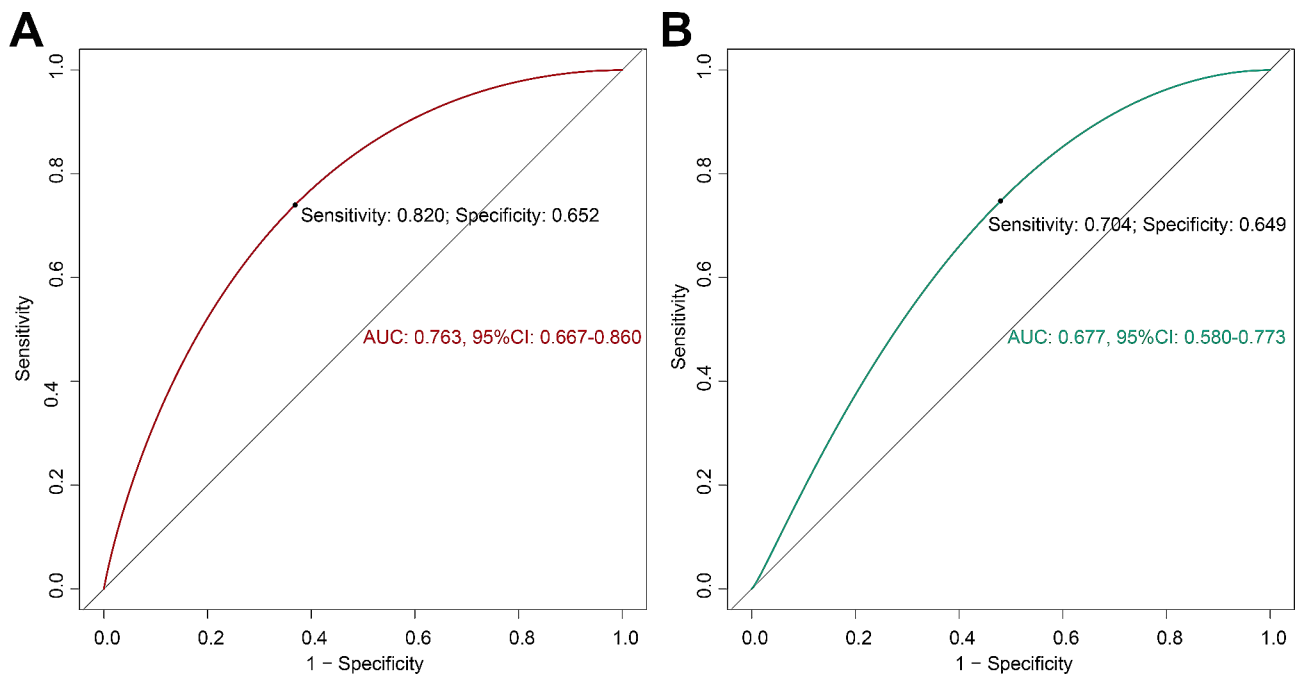 A
1.0
0.8
0.6
0.4
0.2
0.0
Sensitivity
Sensitivity: 0.820; Specificity: 0.652
AUC: 0.763, 95%CI: 0.667-0.860
0.0 0.2 0.4 0.6 0.8 1.0
1 − Specificity
B
1.0
0.8
0.6
0.4
0.2
0.0
Sensitivity
Sensitivity: 0.704; Specificity: 0.649
AUC: 0.677, 95%CI: 0.580-0.773
0.0 0.2 0.4 0.6 0.8 1.0
1 − Specificity